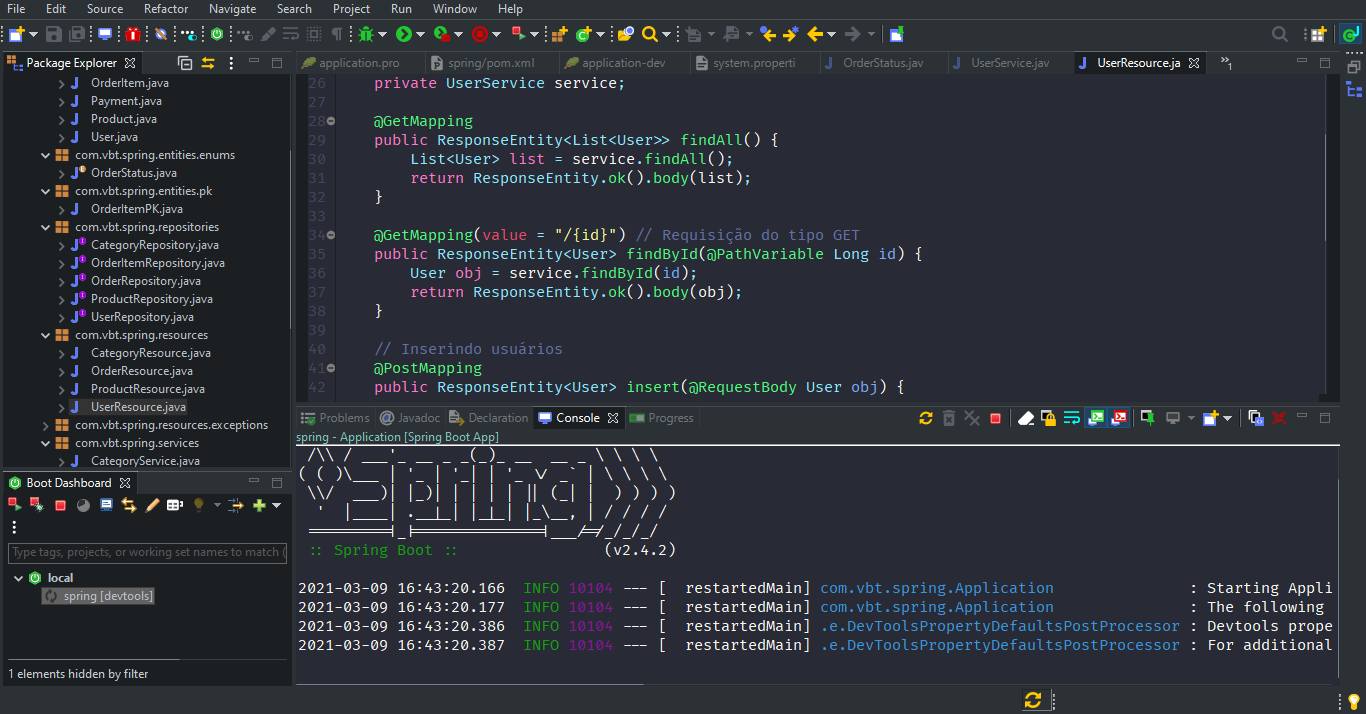 File Edit Source Refactor Navigate Search Project Run Window Help
Package Explorer
OrderItem.java
Payment.java
Product.java
User.java
com.vbt.spring.entities.enums
OrderStatus.java
com.vbt.spring.entities.pk
OrderItemPK.java
com.vbt.spring.repositories
CategoryRepository.java
OrderItemRepository.java
OrderRepository.java
ProductRepository.java
UserRepository.java
com.vbt.spring.resources
CategoryResource.java
OrderResource.java
ProductResource.java
UserResource.java
com.vbt.spring.resources.exceptions
com.vbt.spring.services
CategoryService.java
Boot Dashboard
Type tags, projects, or working set names to match (
local
spring [devtools]
1 elements hidden by filter
application.pro spring/pom.xml application-dev system.properti OrderStatus.jav UserService.jav UserResource.ja »1
26 private UserService service;
27
28 @GetMapping
29 public ResponseEntity<List<User>> findAll() {
30 List<User> list = service.findAll();
31 return ResponseEntity.ok().body(list);
32 }
33
34 @GetMapping(value = "/{id}") // Requisição do tipo GET
35 public ResponseEntity<User> findById(@PathVariable Long id) {
36 User obj = service.findById(id);
37 return ResponseEntity.ok().body(obj);
38 }
39
40 // Inserindo usuários
41 @PostMapping
42 public ResponseEntity<User> insert(@RequestBody User obj) {
Problems Javadoc Declaration Console Progress
spring - Application [Spring Boot App]
Spring
:: Spring Boot :: (v2.4.2)
2021-03-09 16:43:20.166 INFO 10104 --- [ restartedMain] com.vbt.spring.Application : Starting Appli
2021-03-09 16:43:20.177 INFO 10104 --- [ restartedMain] com.vbt.spring.Application : The following
2021-03-09 16:43:20.386 INFO 10104 --- [ restartedMain] .e.DevToolsPropertyDefaultsPostProcessor : Devtools prope
2021-03-09 16:43:20.387 INFO 10104 --- [ restartedMain] .e.DevToolsPropertyDefaultsPostProcessor : For additional